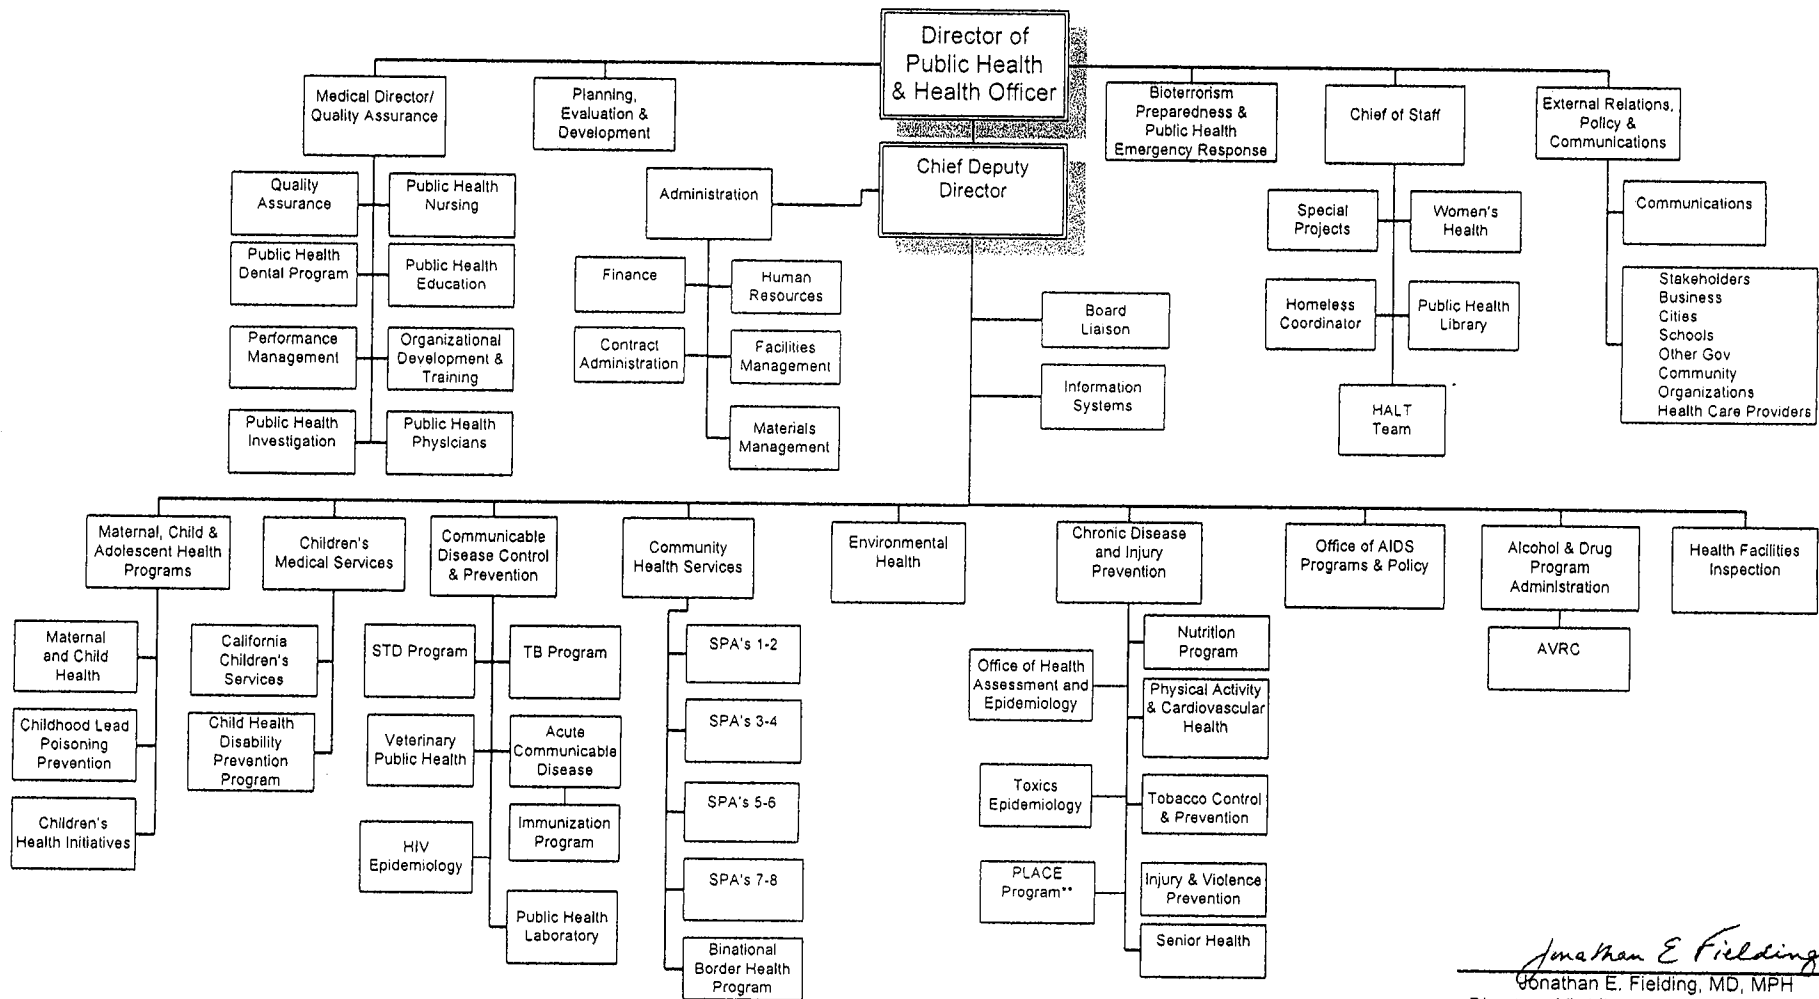 Director of
Public Health
& Health Officer
Medical Director/
Quality Assurance
Planning,
Evaluation &
Development
Bioterrorism
Preparedness &
Public Health
Emergency Response
Chief of Staff
External Relations,
Policy &
Communications
Chief Deputy
Director
Administration
Quality
Assurance
Public Health
Nursing
Public Health
Dental Program
Public Health
Education
Performance
Management
Organizational
Development &
Training
Public Health
Investigation
Public Health
Physicians
Finance
Human
Resources
Contract
Administration
Facilities
Management
Materials
Management
Board
Liaison
Information
Systems
Special
Projects
Women's
Health
Homeless
Coordinator
Public Health
Library
HALT
Team
Communications
Stakeholders
Business
Cities
Schools
Other Gov
Community
Organizations
Health Care Providers
Maternal, Child &
Adolescent Health
Programs
Children's
Medical Services
Communicable
Disease Control
& Prevention
Community
Health Services
Environmental
Health
Chronic Disease
and Injury
Prevention
Office of AIDS
Programs & Policy
Alcohol & Drug
Program
Administration
Health Facilities
Inspection
Maternal
and Child
Health
Childhood Lead
Poisoning
Prevention
Children's
Health Initiatives
California
Children's
Services
Child Health
Disability
Prevention
Program
STD Program
TB Program
Veterinary
Public Health
Acute
Communicable
Disease
Immunization
Program
HIV
Epidemiology
Public Health
Laboratory
SPA's 1-2
SPA's 3-4
SPA's 5-6
SPA's 7-8
Binational
Border Health
Program
Office of Health
Assessment and
Epidemiology
Nutrition
Program
Physical Activity
& Cardiovascular
Health
Toxics
Epidemiology
Tobacco Control
& Prevention
PLACE
Program**
Injury & Violence
Prevention
Senior Health
AVRC
Jonathan E Fielding
Jonathan E. Fielding, MD, MPH